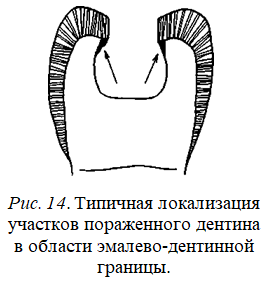 Рис. 14. Типичная локализация
участков пораженного дентина
в области эмалево-дентинной
границы.